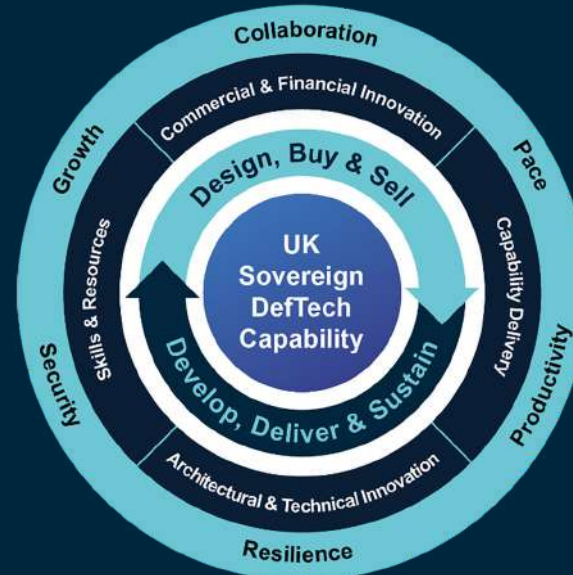 Collaboration
Pace
Productivity
Resilience
Security
Growth
Commercial & Financial Innovation
Capability Delivery
Architectural & Technical Innovation
Skills & Resources
Design, Buy & Sell
Develop, Deliver & Sustain
UK
Sovereign
DefTech
Capability